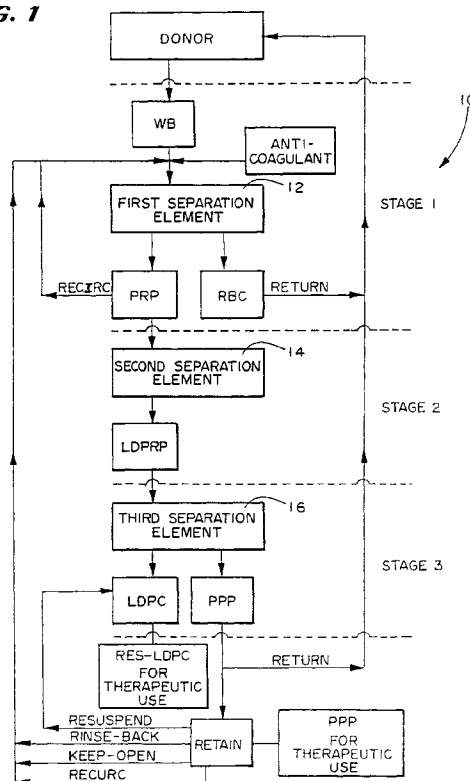 G. 1
DONOR
WB
ANTI-
COAGULANT
10
12
FIRST SEPARATION
ELEMENT
STAGE 1
RECIRC
PRP
RBC
RETURN
14
SECOND SEPARATION
ELEMENT
STAGE 2
LDPRP
16
THIRD SEPARATION
ELEMENT
STAGE 3
LDPC
PPP
RES-LDPC
FOR
THERAPEUTIC
USE
RETURN
RESUSPEND
RINSE-BACK
KEEP-OPEN
RECURC
RETAIN
PPP
FOR
THERAPEUTIC
USE